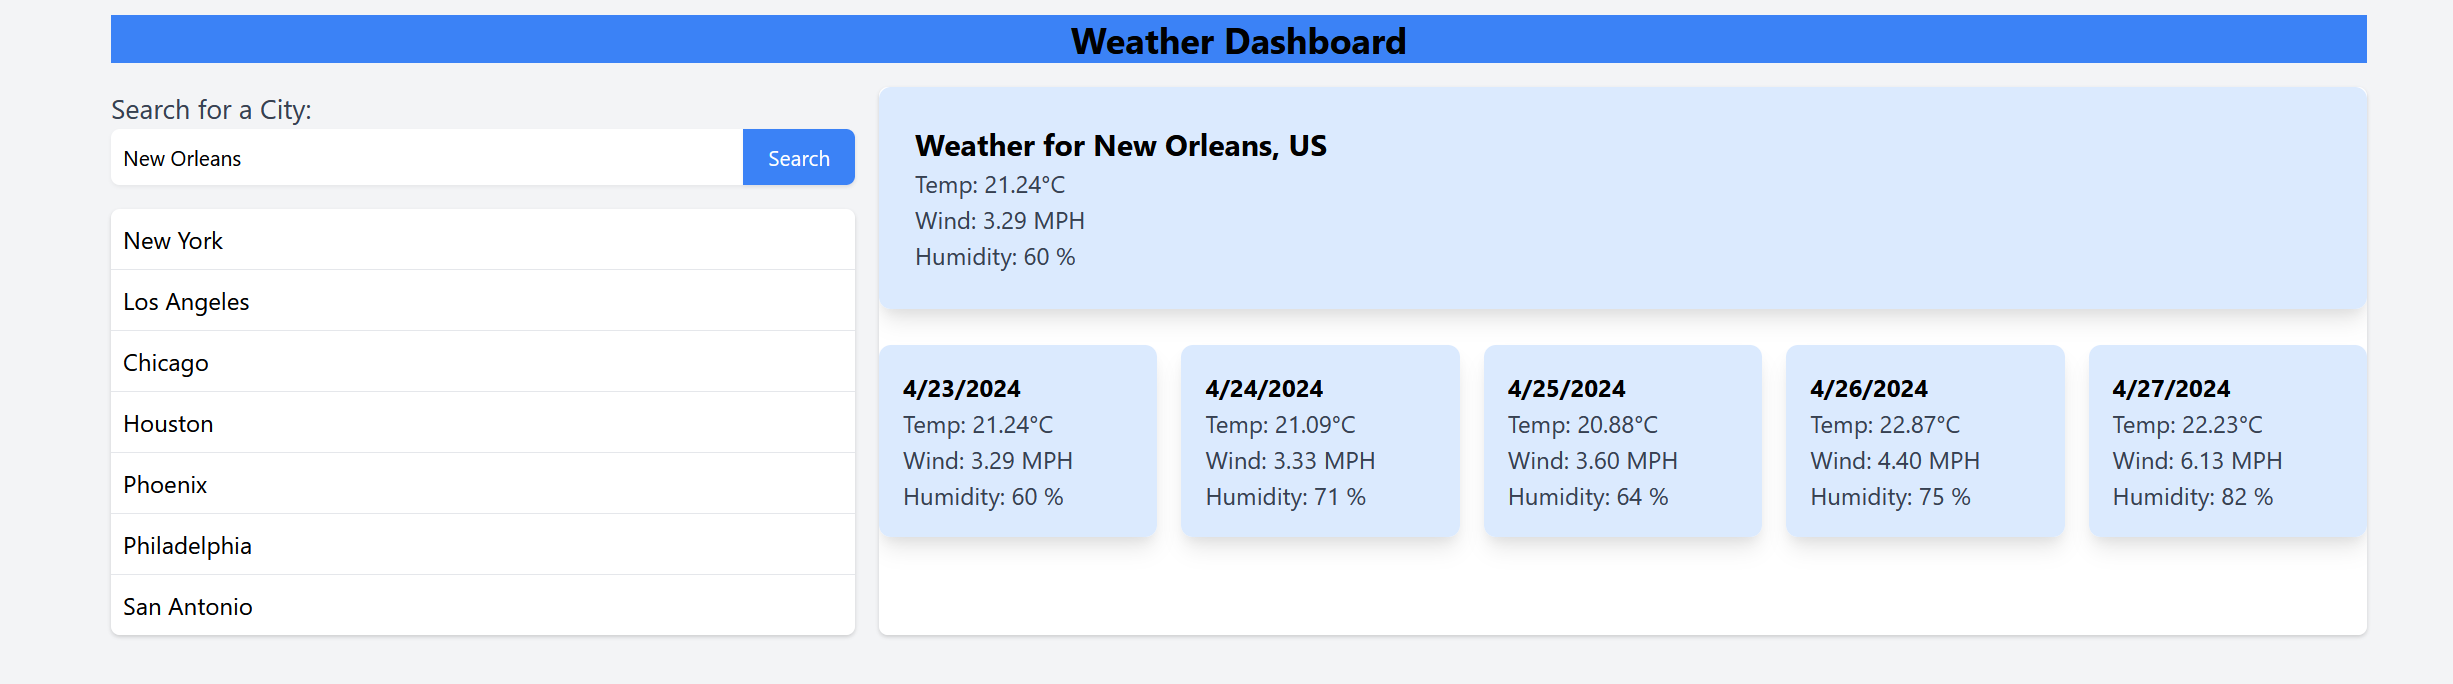 Weather Dashboard
Search for a City:
New Orleans
Search
New York
Los Angeles
Chicago
Houston
Phoenix
Philadelphia
San Antonio
Weather for New Orleans, US
Temp: 21.24°C
Wind: 3.29 MPH
Humidity: 60 %
4/23/2024
Temp: 21.24°C
Wind: 3.29 MPH
Humidity: 60 %
4/24/2024
Temp: 21.09°C
Wind: 3.33 MPH
Humidity: 71 %
4/25/2024
Temp: 20.88°C
Wind: 3.60 MPH
Humidity: 64 %
4/26/2024
Temp: 22.87°C
Wind: 4.40 MPH
Humidity: 75 %
4/27/2024
Temp: 22.23°C
Wind: 6.13 MPH
Humidity: 82 %